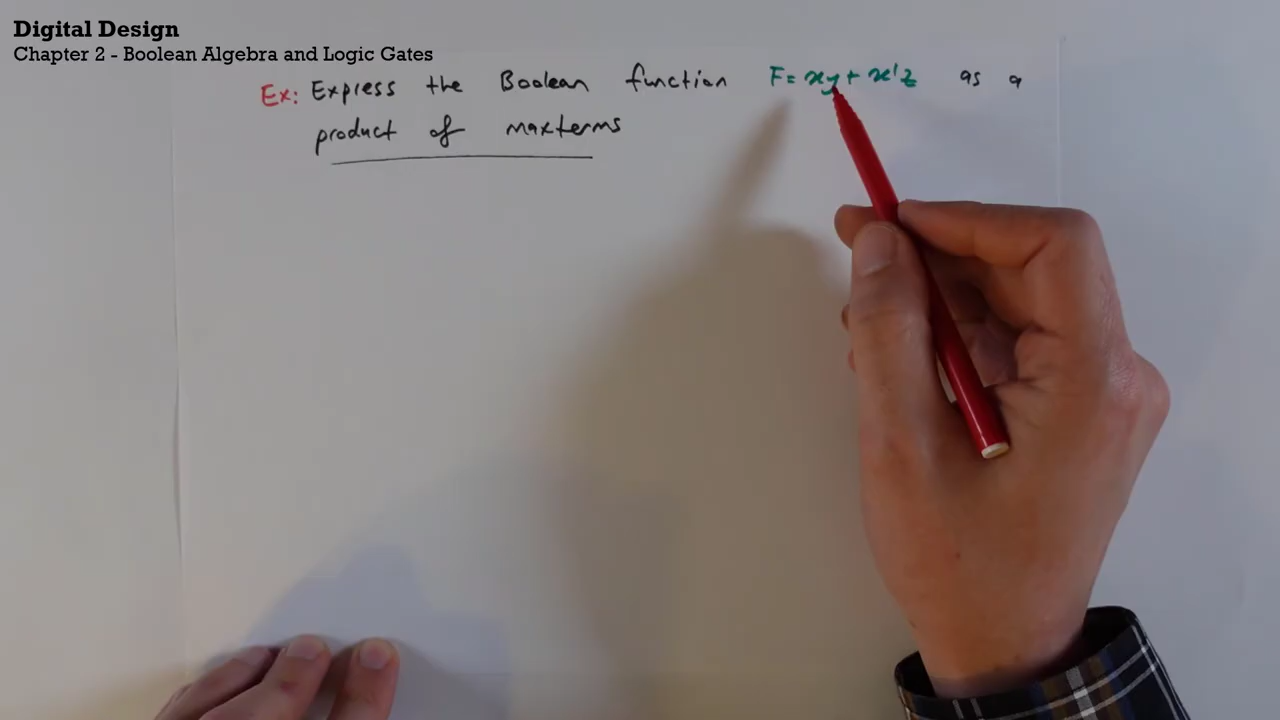 Digital Design
Chapter 2 - Boolean Algebra and Logic Gates
Ex: Express the Boolean function F= xy + x'z as a
product of maxterms